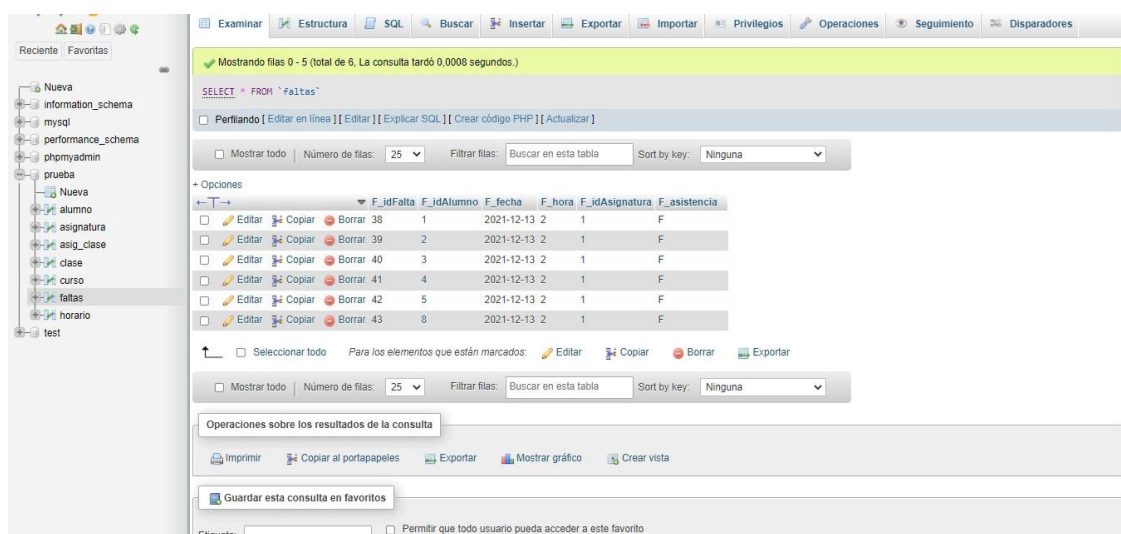 Examinar Estructura SQL Buscar Insertar Exportar Importar Privilegios Operaciones Seguimiento Disparadores
Reciente Favoritas
Nueva
information_schema
mysql
performance_schema
phpmyadmin
prueba
Nueva
alumno
asignatura
asig_clase
clase
curso
faltas
horario
test
Mostrando filas 0 - 5 (total de 6, La consulta tardó 0,0008 segundos.)
SELECT * FROM `faltas`
Perfilando [ Editar en línea ] [ Editar ] [ Explicar SQL ] [ Crear código PHP ] [ Actualizar ]
Mostrar todo | Número de filas: 25 Filtrar filas: Buscar en esta tabla Sort by key: Ninguna
+ Opciones
←T→ F_idFalta F_idAlumno F_fecha F_hora F_idAsignatura F_asistencia
Editar Copiar Borrar 38 1 2021-12-13 2 1 F
Editar Copiar Borrar 39 2 2021-12-13 2 1 F
Editar Copiar Borrar 40 3 2021-12-13 2 1 F
Editar Copiar Borrar 41 4 2021-12-13 2 1 F
Editar Copiar Borrar 42 5 2021-12-13 2 1 F
Editar Copiar Borrar 43 8 2021-12-13 2 1 F
Seleccionar todo Para los elementos que están marcados: Editar Copiar Borrar Exportar
Mostrar todo | Número de filas: 25 Filtrar filas: Buscar en esta tabla Sort by key: Ninguna
Operaciones sobre los resultados de la consulta
Imprimir Copiar al portapapeles Exportar Mostrar gráfico Crear vista
Guardar esta consulta en favoritos
Permitir que todo usuario pueda acceder a este favorito